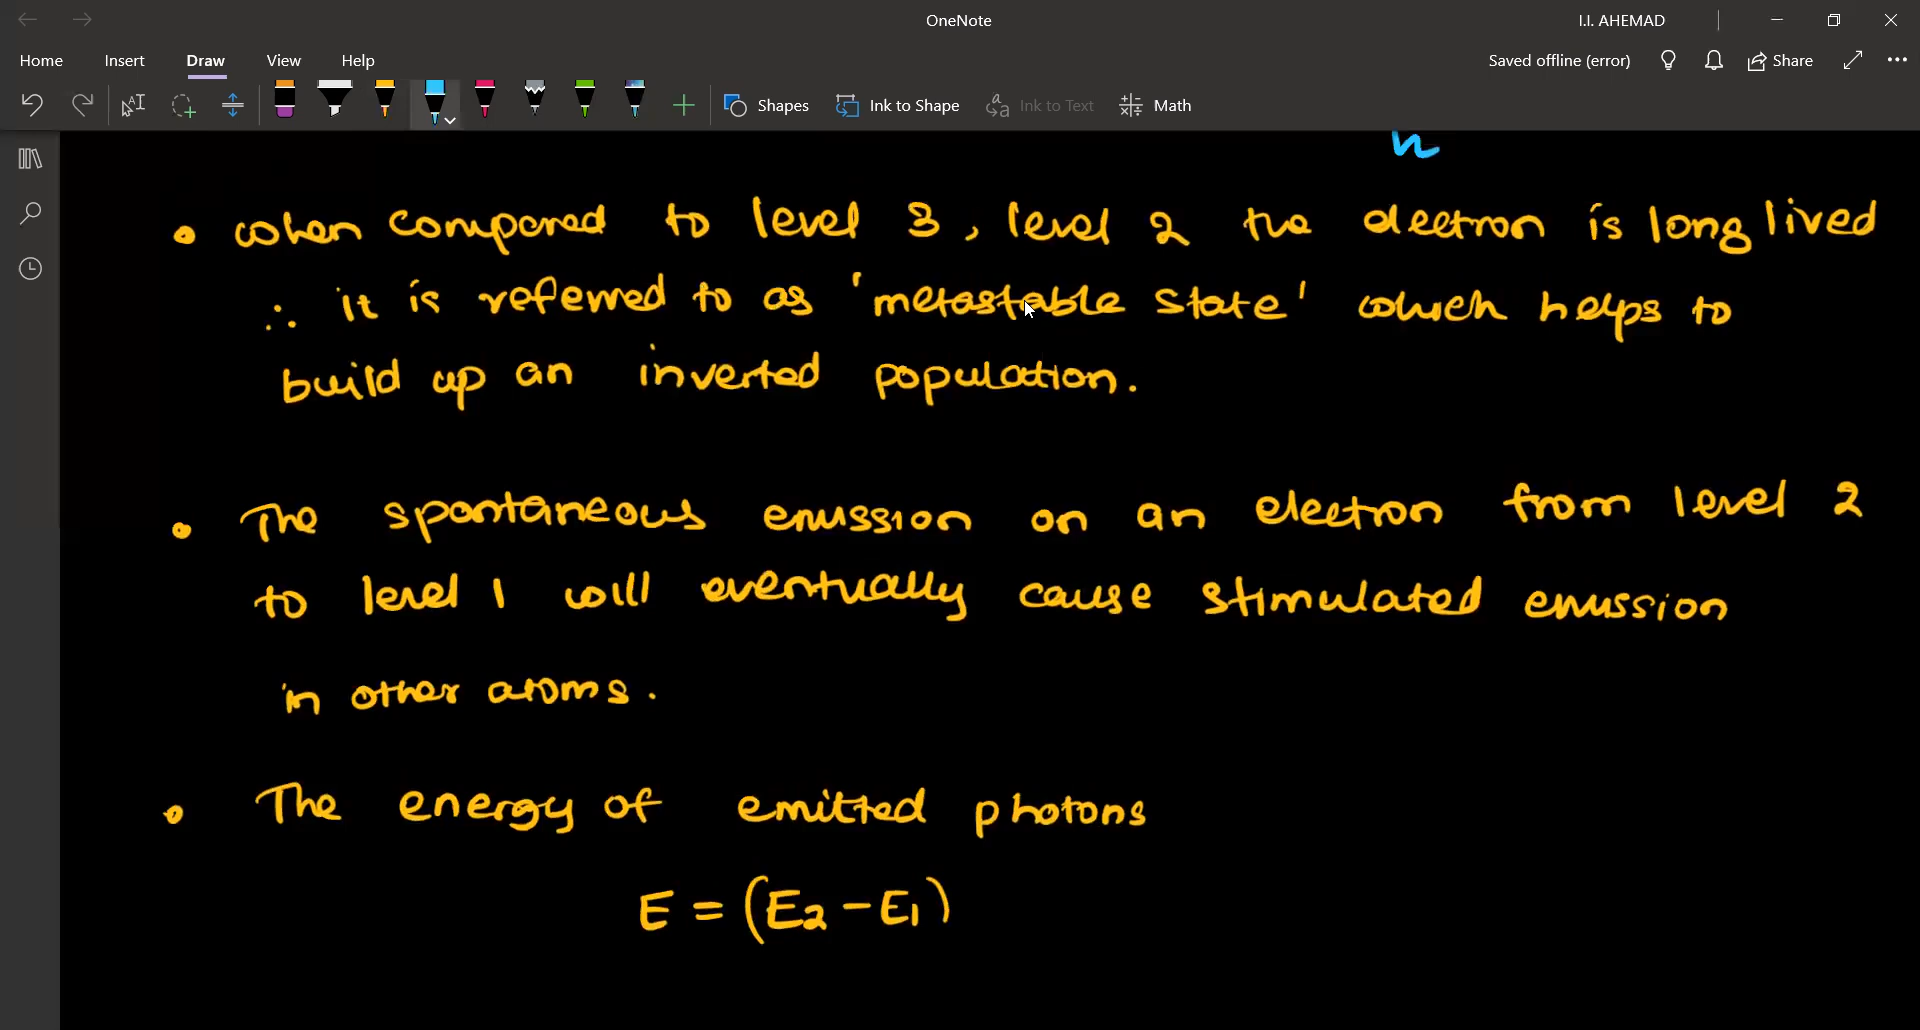 OneNote
I.I. AHEMAD
Home Insert Draw View Help
Saved offline (error) Share
Shapes Ink to Shape Ink to Text Math
n
• when compared to level 3, level 2 the electron is long lived
∴ it is referred to as 'metastable state' which helps to
build up an inverted population.
• The spontaneous emission on an electron from level 2
to level 1 will eventually cause stimulated emission
in other atoms.
• The energy of emitted photons
E = (E2 - E1)